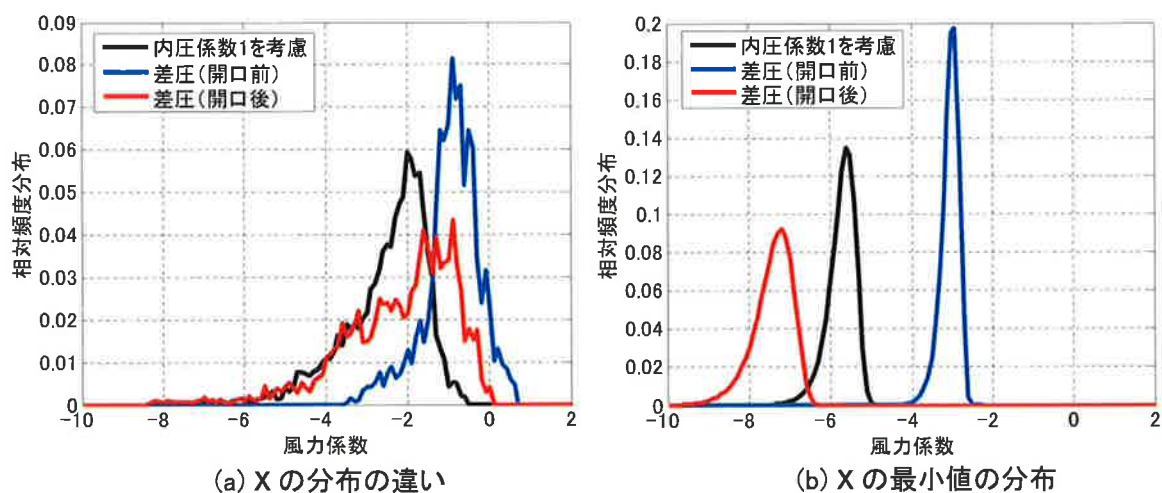 0.09
0.08
0.07
0.06
0.05
0.04
0.03
0.02
0.01
0
相対頻度分布
内圧係数1を考慮
差圧(開口前)
差圧(開口後)
-10
-8
-6
-4
-2
0
2
風力係数
(a) X の分布の違い
0.2
0.18
0.16
0.14
0.12
0.1
0.08
0.06
0.04
0.02
0
相対頻度分布
内圧係数1を考慮
差圧(開口前)
差圧(開口後)
-10
-8
-6
-4
-2
0
2
風力係数
(b) X の最小値の分布